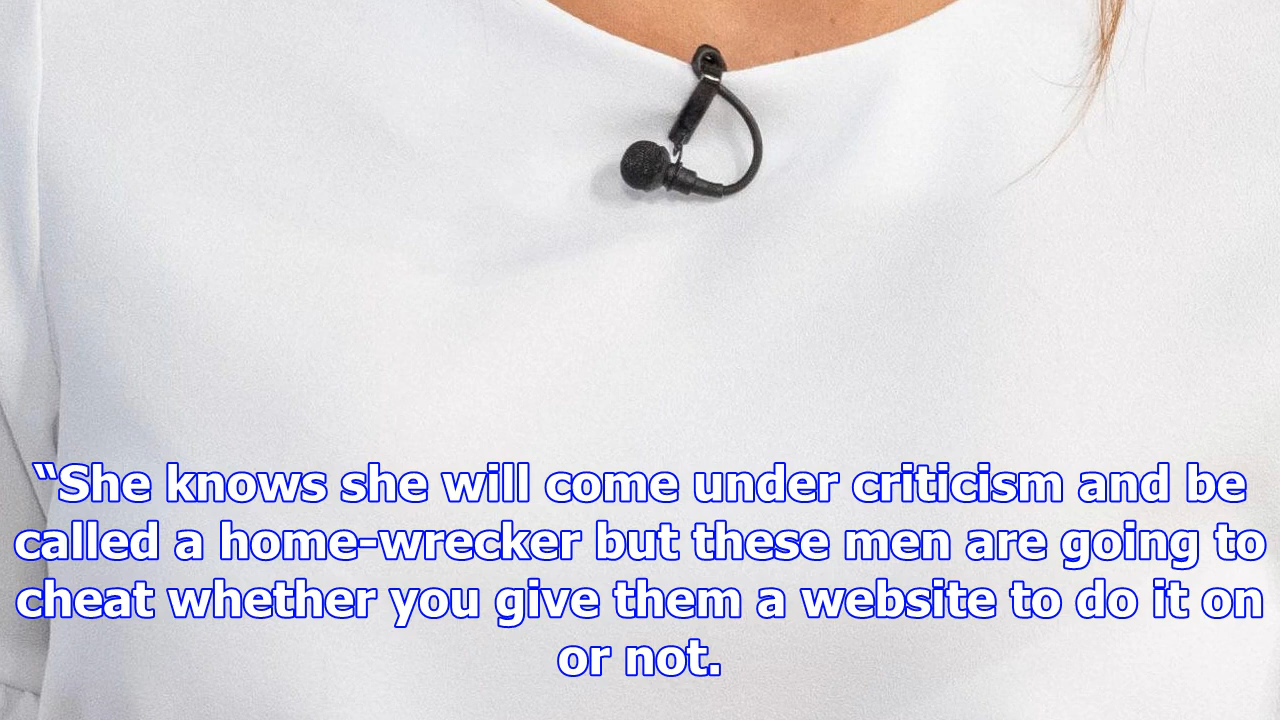 “She knows she will come under criticism and be
called a home-wrecker but these men are going to
cheat whether you give them a website to do it on
or not.